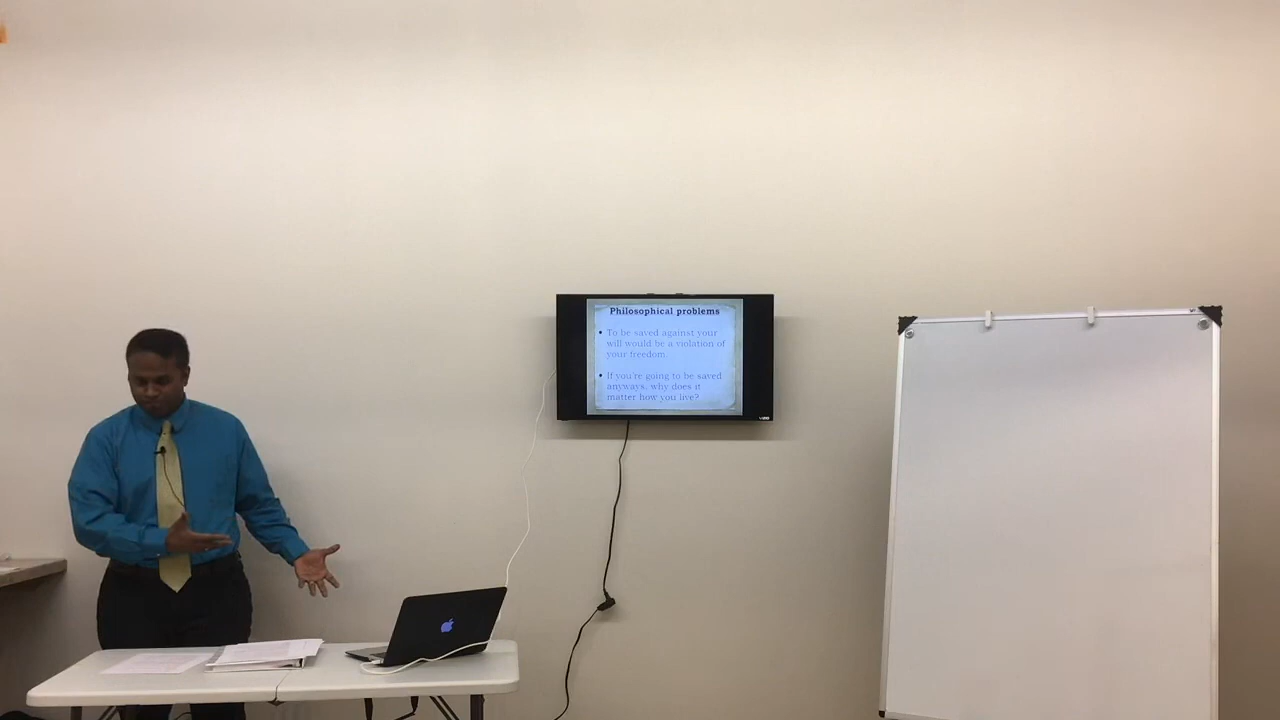 Philosophical problems
• To be saved against your
will would be a violation of
your freedom.
• If you're going to be saved
anyways, why does it
matter how you live?
VIZIO